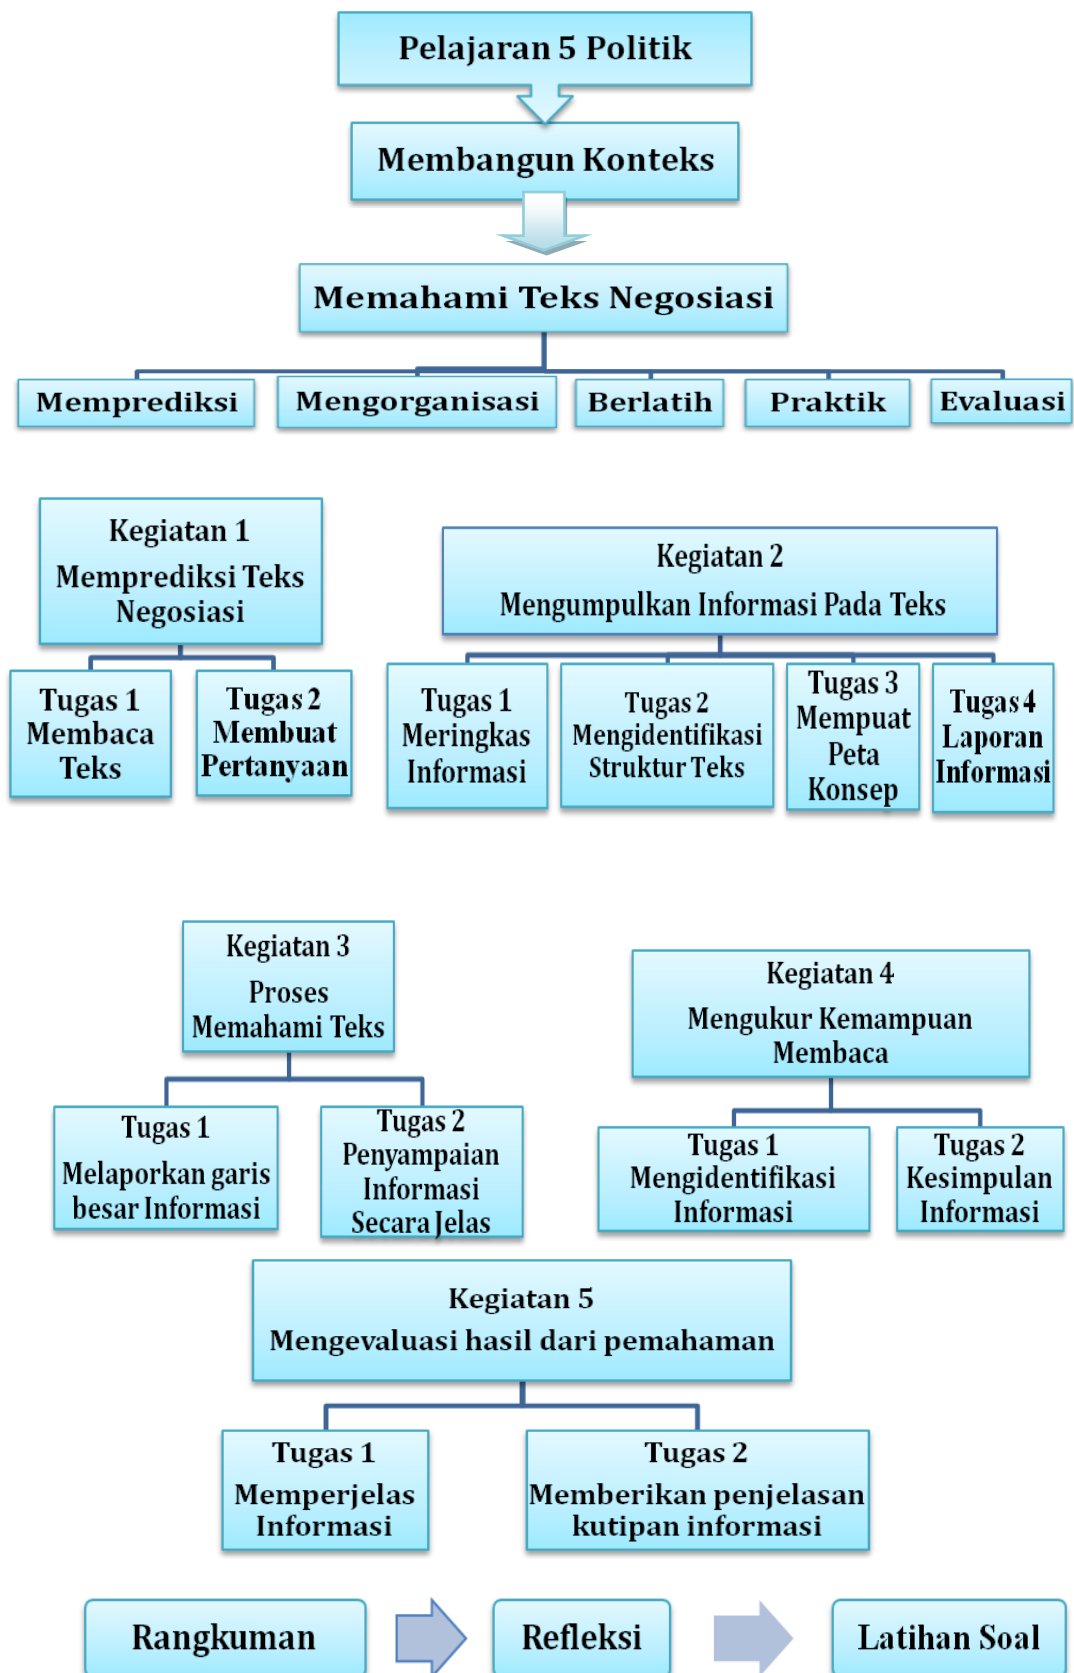 Pelajaran 5 Politik
Membangun Konteks
Memahami Teks Negosiasi
Memprediksi
Mengorganisasi
Berlatih
Praktik
Evaluasi
Kegiatan 1
Memprediksi Teks
Negosiasi
Tugas 1
Membaca
Teks
Tugas 2
Membuat
Pertanyaan
Kegiatan 2
Mengumpulkan Informasi Pada Teks
Tugas 1
Meringkas
Informasi
Tugas 2
Mengidentifikasi
Struktur Teks
Tugas 3
Mempuat
Peta
Konsep
Tugas 4
Laporan
Informasi
Kegiatan 3
Proses
Memahami Teks
Tugas 1
Melaporkan garis
besar Informasi
Tugas 2
Penyampaian
Informasi
Secara Jelas
Kegiatan 4
Mengukur Kemampuan
Membaca
Tugas 1
Mengidentifikasi
Informasi
Tugas 2
Kesimpulan
Informasi
Kegiatan 5
Mengevaluasi hasil dari pemahaman
Tugas 1
Memperjelas
Informasi
Tugas 2
Memberikan penjelasan
kutipan informasi
Rangkuman
Refleksi
Latihan Soal